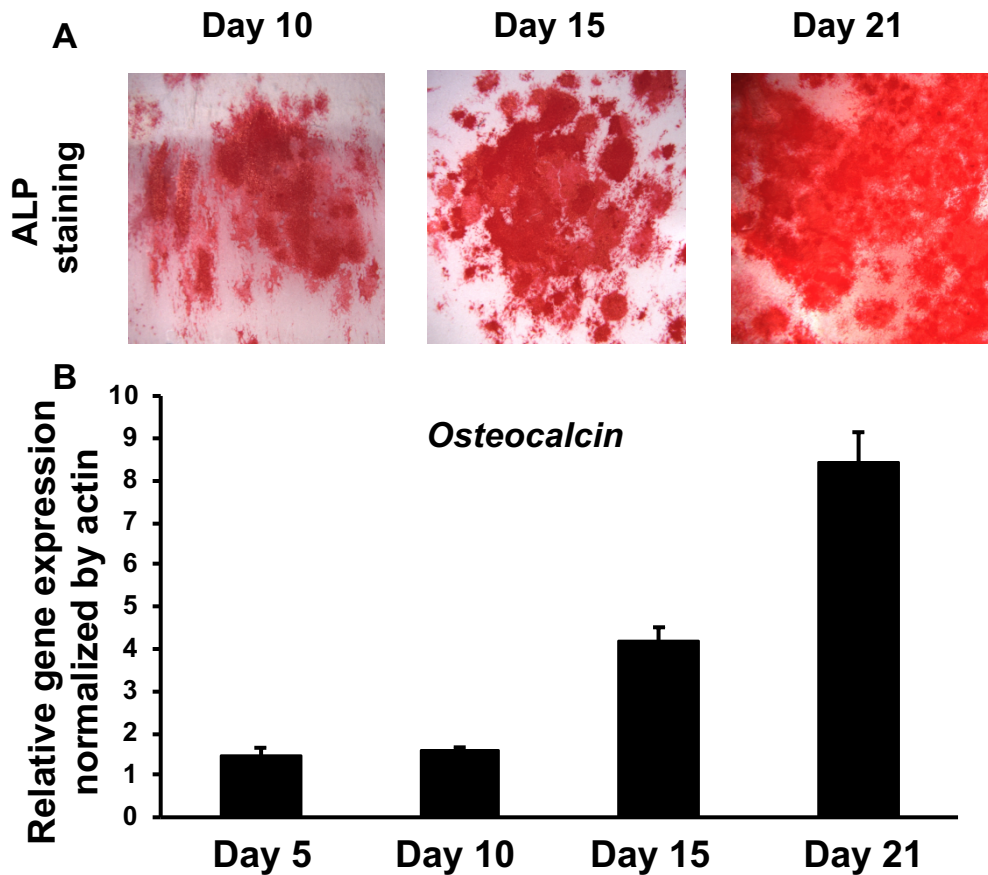 A
Day 10
Day 15
Day 21
ALP
staining
B
Osteocalcin
Relative gene expression
normalized by actin
10
9
8
7
6
5
4
3
2
1
0
Day 5
Day 10
Day 15
Day 21